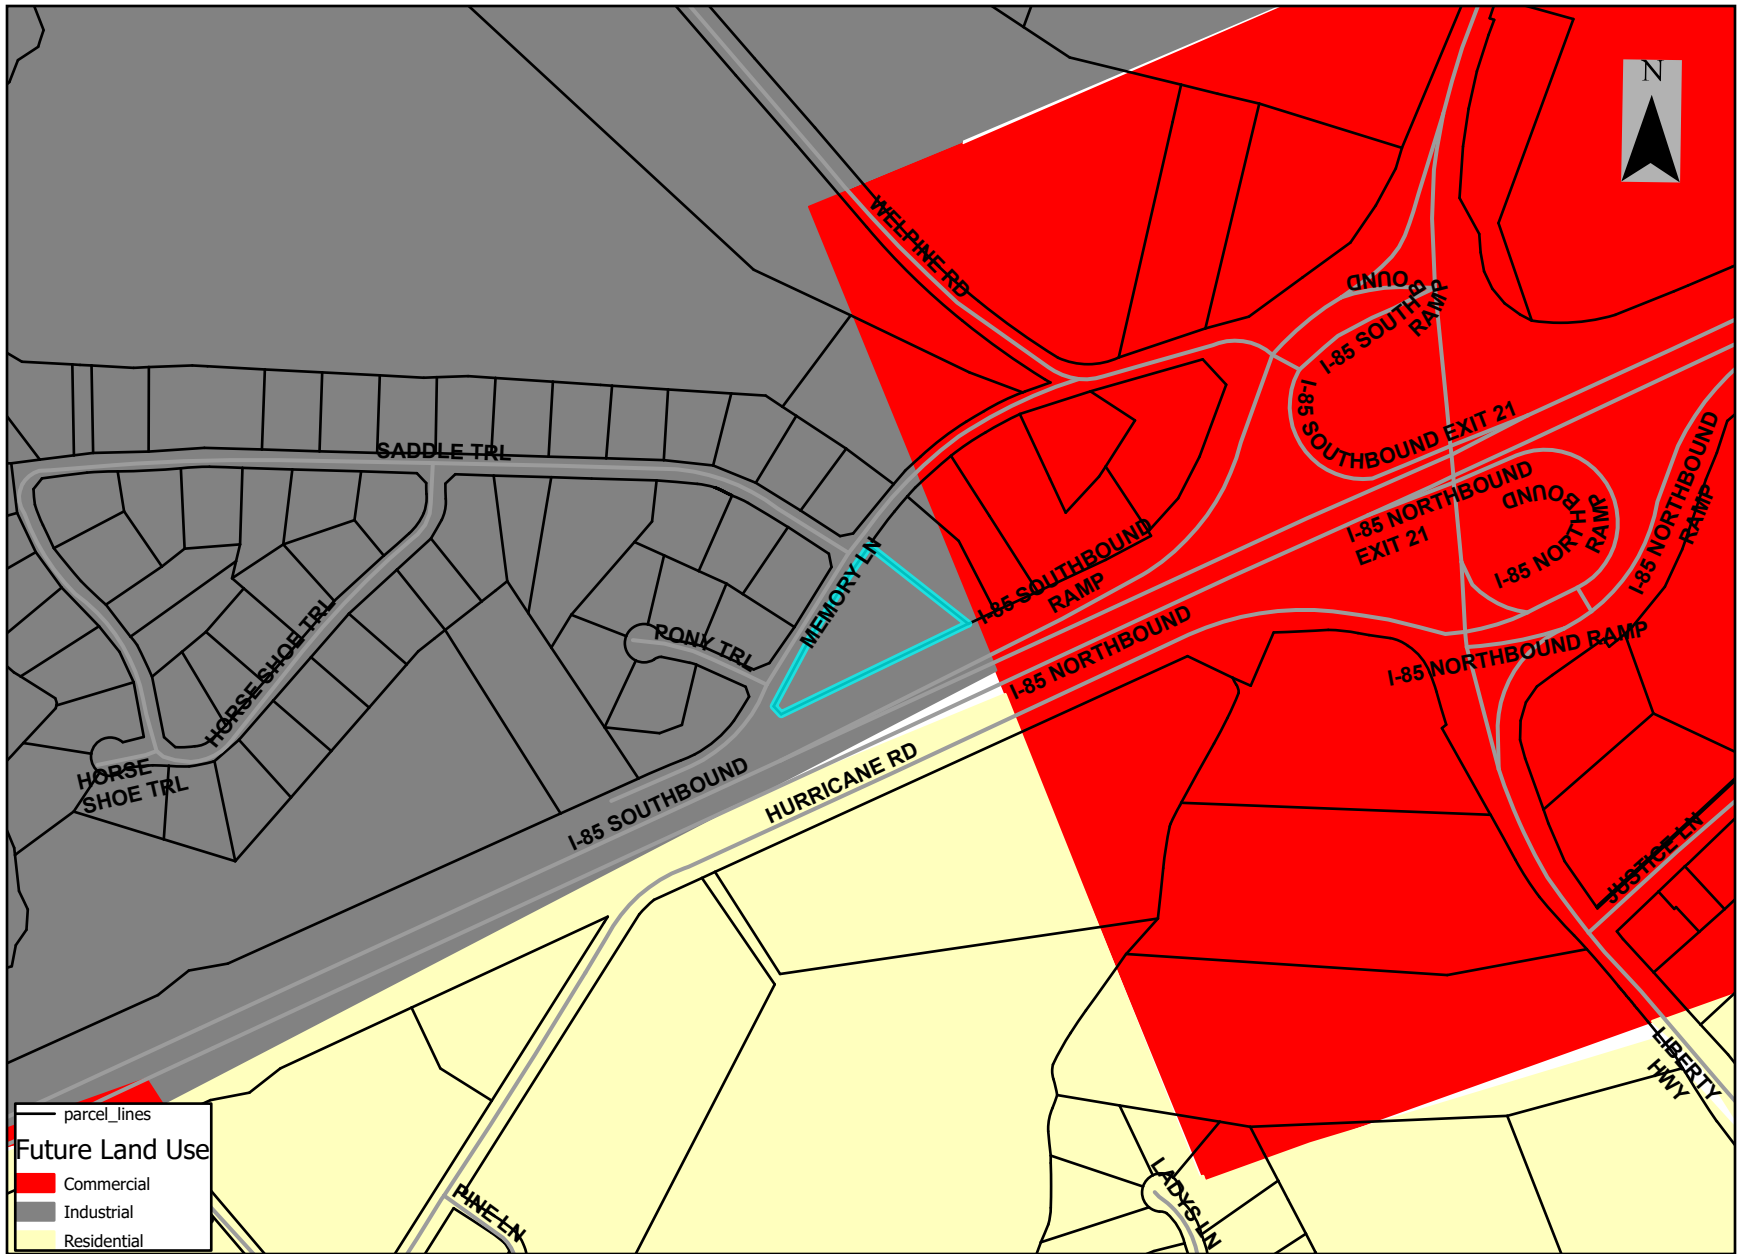 N
WELPINE RD
I-85 SOUTHBOUND
RAMP
I-85 SOUTHBOUND EXIT 21
SADDLE TRL
I-85 NORTHBOUND
EXIT 21
I-85 NORTHBOUND
RAMP
I-85 NORTHBOUND
RAMP
I-85 SOUTHBOUND
RAMP
MEMORY LN
PONY TRL
HORSE SHOE TRL
I-85 NORTHBOUND
I-85 NORTHBOUND RAMP
HORSE
SHOE TRL
I-85 SOUTHBOUND
HURRICANE RD
JUSTICE LN
LIBERTY
HWY
PINE LN
LADYS LN
parcel_lines
Future Land Use
Commercial
Industrial
Residential